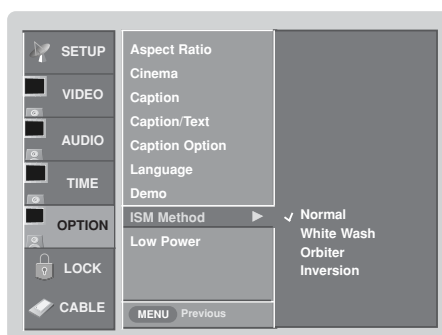 SETUP
VIDEO
AUDIO
TIME
OPTION
LOCK
CABLE
Aspect Ratio
Cinema
Caption
Caption/Text
Caption Option
Language
Demo
ISM Method ▶
Low Power
MENU Previous
✓ Normal
White Wash
Orbiter
Inversion